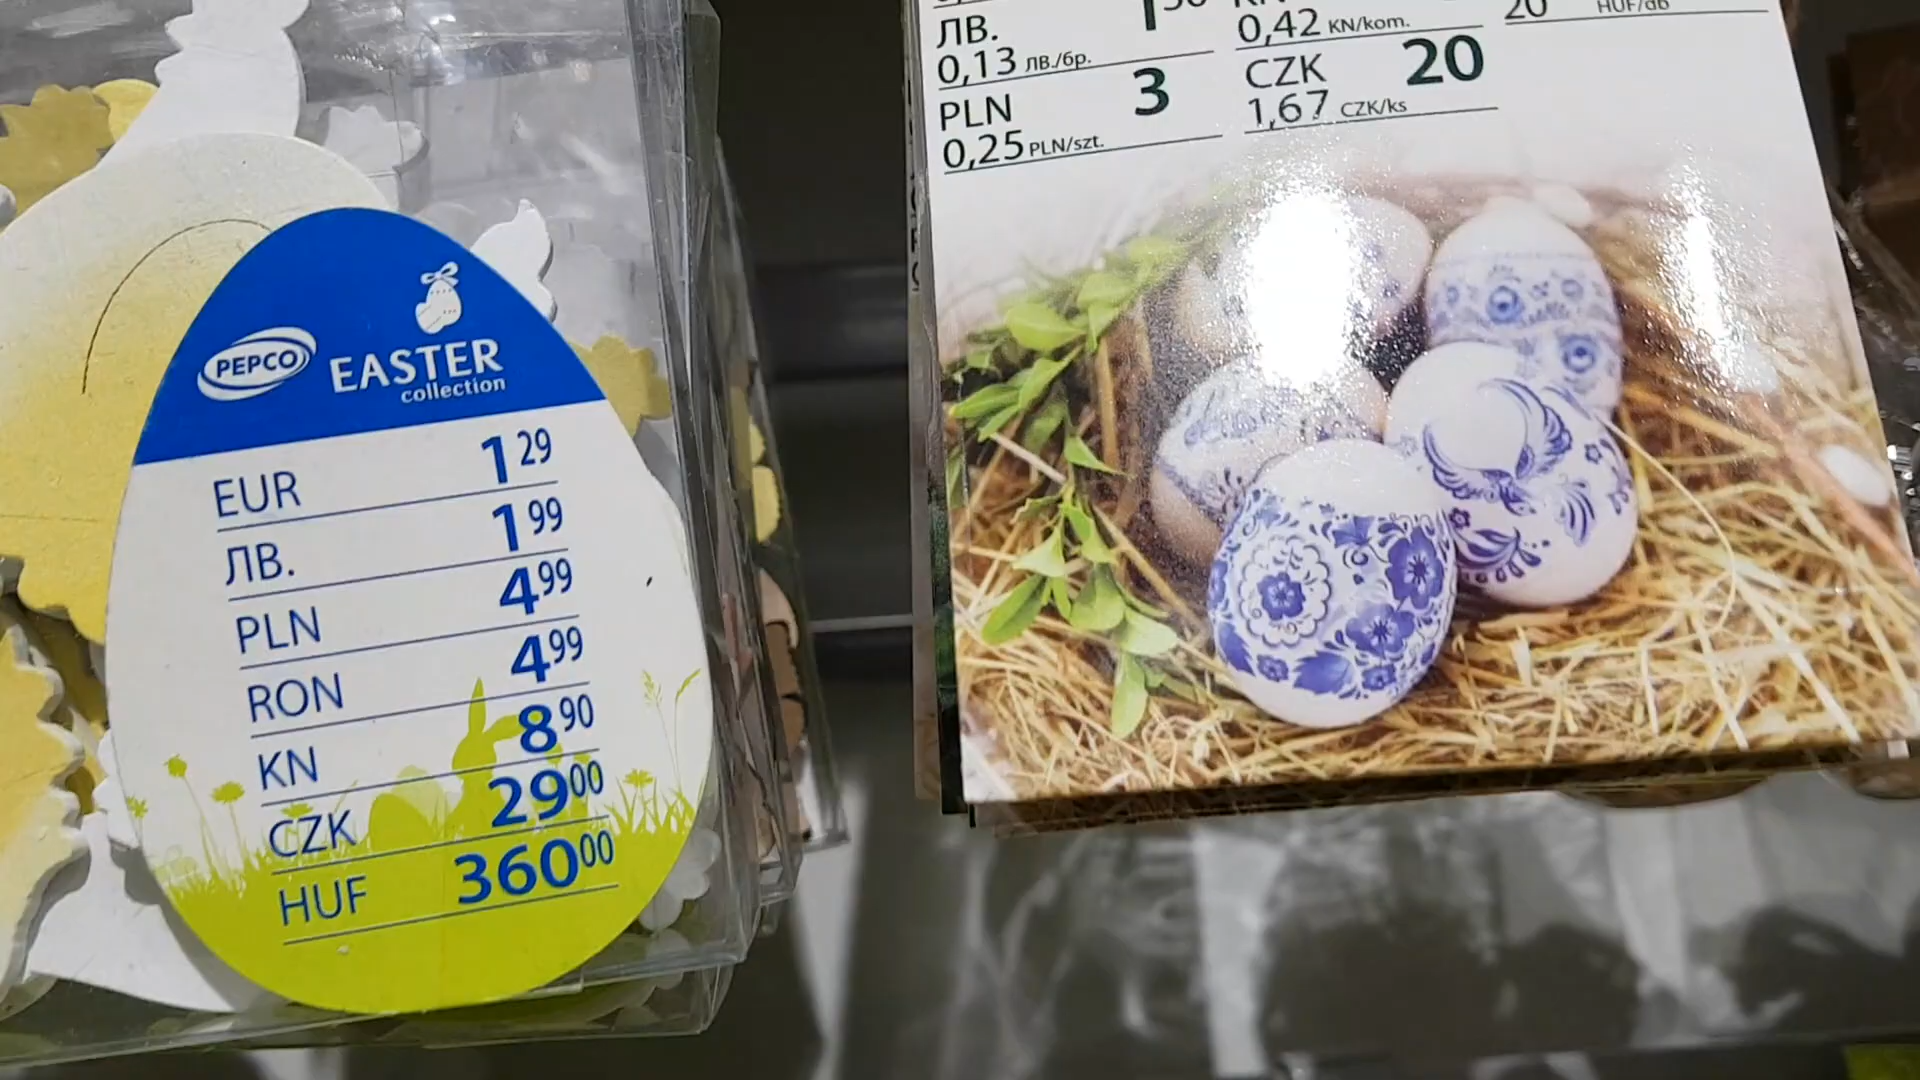 PEPCO
EASTER
collection
EUR 1 29
ЛВ. 1 99
PLN 4 99
RON 4 99
KN 8 90
CZK 29 00
HUF 360 00
ЛВ.
0,13 ЛВ./бр.
PLN 3
0,25 PLN/szt.
0,42 KN/kom.
CZK 20
1,67 CZK/ks
20 HUF/db